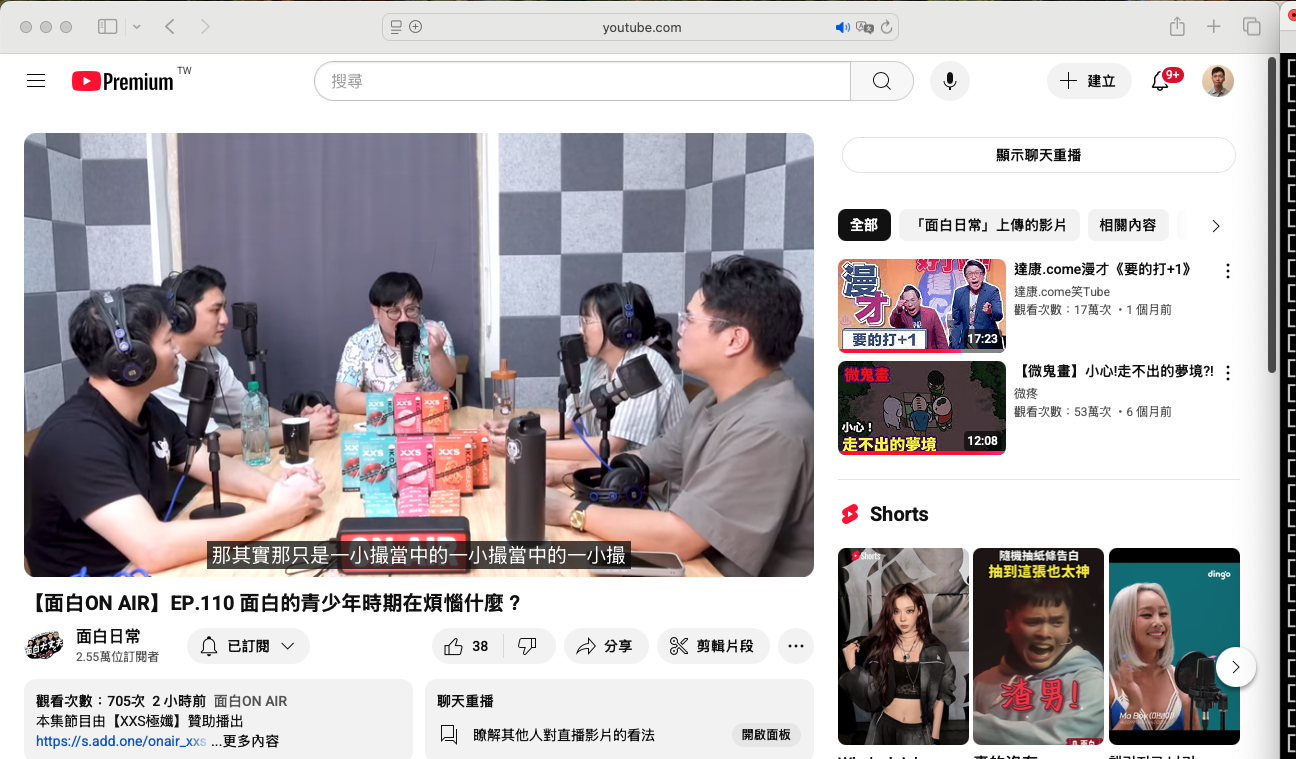 youtube.com
Premium TW
搜尋
建立
9+
XXS
XXS
ON AIR
那其實那只是一小撮當中的一小撮當中的一小撮
【面白ON AIR】EP.110 面白的青少年時期在煩惱什麼？
面白日常
2.55萬位訂閱者
已訂閱
38
分享
剪輯片段
觀看次數：705次 2 小時前 面白ON AIR
本集節目由【XXS極孅】贊助播出
https://s.add.one/onair_xxs ...更多內容
聊天重播
瞭解其他人對直播影片的看法
開啟面板
顯示聊天重播
全部
「面白日常」上傳的影片
相關內容
漫才
要的打+1
17:23
達康.come漫才《要的打+1》
達康.come笑Tube
觀看次數：17萬次 ・1 個月前
微鬼畫
小心！
走不出的夢境
12:08
【微鬼畫】小心!走不出的夢境?!
微疼
觀看次數：53萬次 ・6 個月前
Shorts
Shorts
隨機抽紙條告白
抽到這張也太神
渣男!
dingo